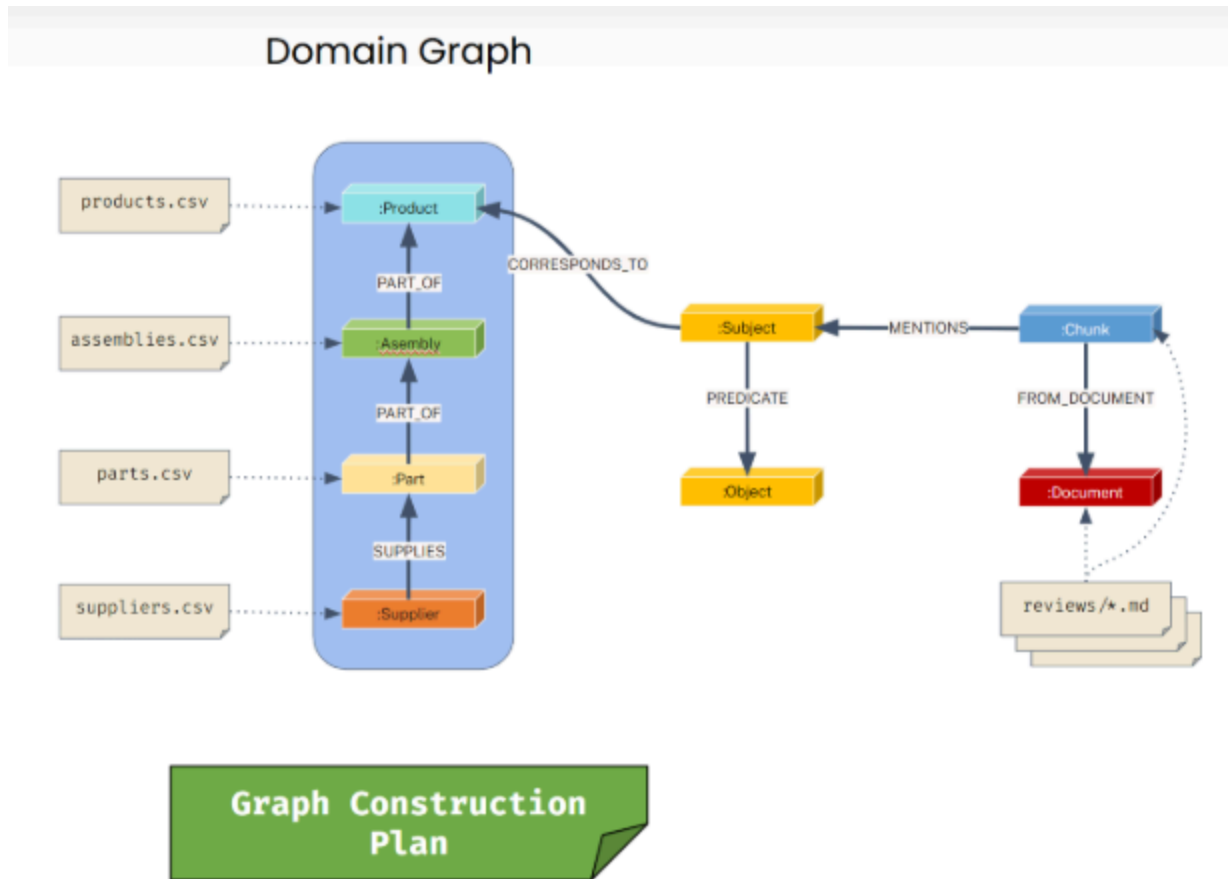 Domain Graph
products.csv
:Product
CORRESPONDS_TO
PART_OF
assemblies.csv
:Asembly
:Subject
MENTIONS
:Chunk
PREDICATE
FROM_DOCUMENT
PART_OF
parts.csv
:Part
:Object
:Document
SUPPLIES
suppliers.csv
:Supplier
reviews/*.md
Graph Construction
Plan